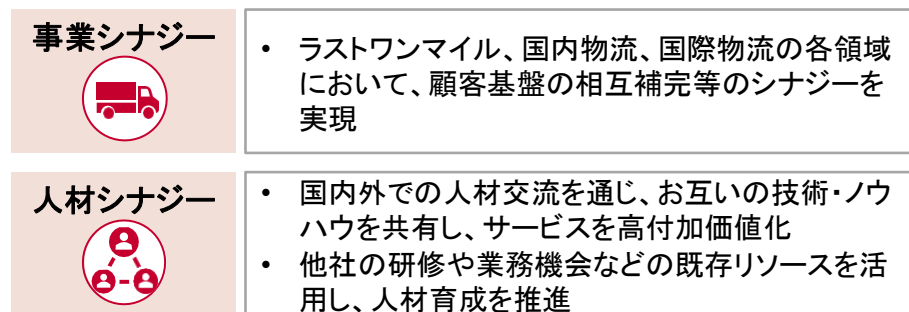 事業シナジー
• ラストワンマイル、国内物流、国際物流の各領域
において、顧客基盤の相互補完等のシナジーを
実現
人材シナジー
• 国内外での人材交流を通じ、お互いの技術・ノウ
ハウを共有し、サービスを高付加価値化
• 他社の研修や業務機会などの既存リソースを活
用し、人材育成を推進